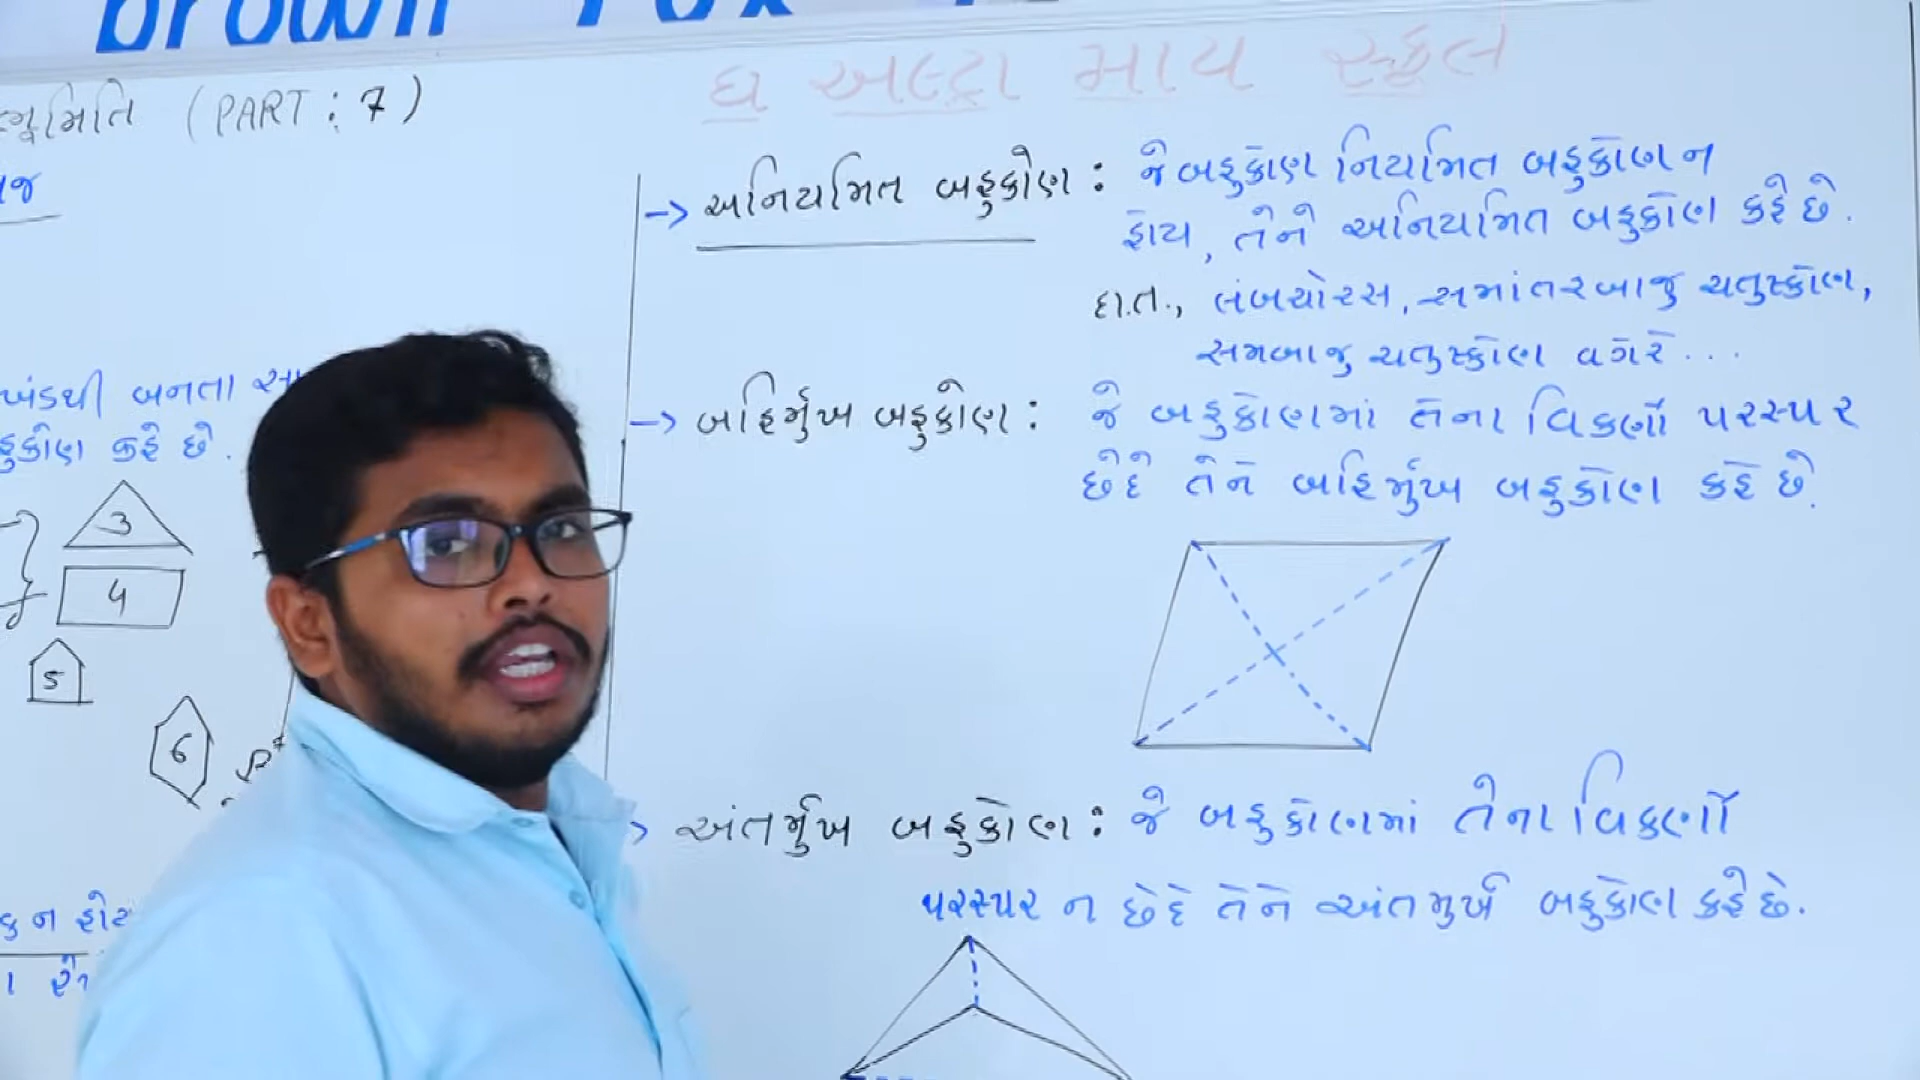 brown Fox
ધ અલ્ટ્રા માય સ્કૂલ
ભૂમિતિ (PART : 7)
→ અનિયમિત બહુકોણ : જે બહુકોણ નિયમિત બહુકોણ ન
હોય, તેને અનિયમિત બહુકોણ કહે છે.
દા.ત., લંબચોરસ, સમાંતરબાજુ ચતુષ્કોણ,
સમબાજુ ચતુષ્કોણ વગેરે ...
→ બહિર્મુખ બહુકોણ : જે બહુકોણમાં તેના વિકર્ણો પરસ્પર
છેદે તેને બહિર્મુખ બહુકોણ કહે છે.
અંતર્મુખ બહુકોણ : જે બહુકોણમાં તેના વિકર્ણો
પરસ્પર ન છેદે તેને અંતર્મુખ બહુકોણ કહે છે.
ખંડથી બનતા
કહે છે.
3
4
5
6
ન હોય